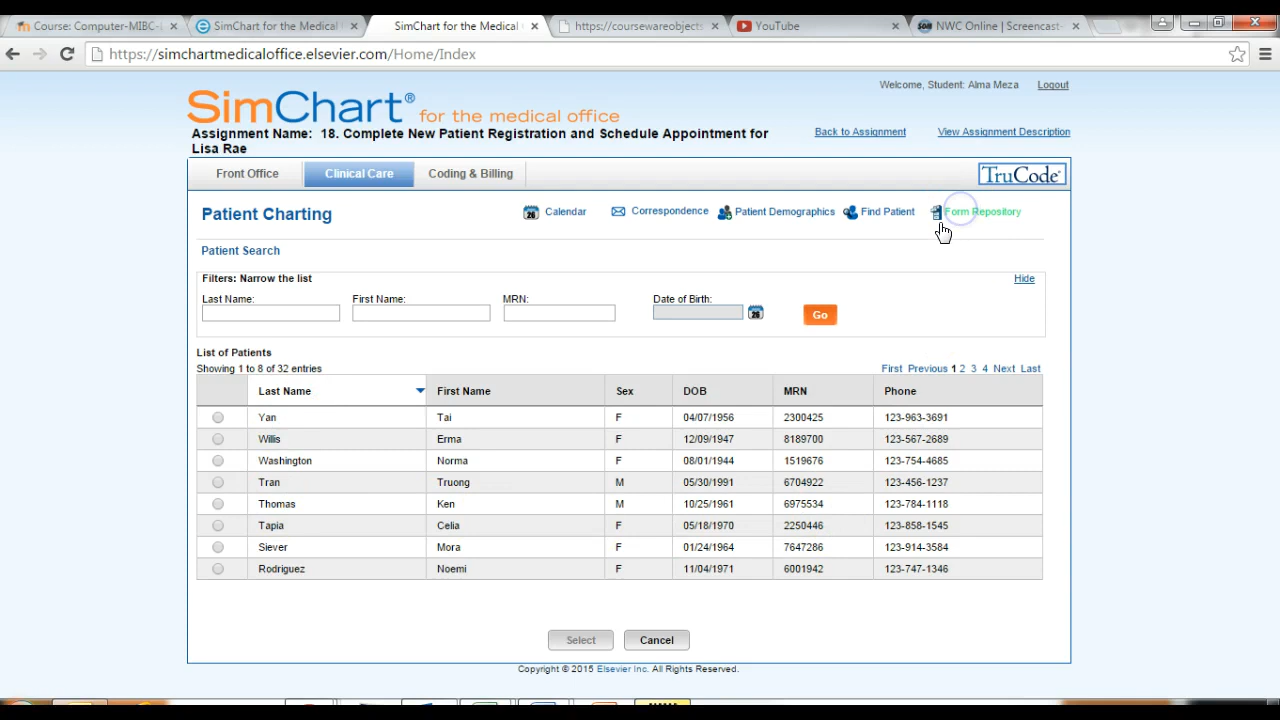 Course: Computer-MIBC-
SimChart for the Medical
SimChart for the Medical
https://coursewareobjects
YouTube
NWC Online | Screencast-
https://simchartmedicaloffice.elsevier.com/Home/Index
Welcome, Student: Alma Meza
Logout
SimChart® for the medical office
Assignment Name: 18. Complete New Patient Registration and Schedule Appointment for
Lisa Rae
Back to Assignment
View Assignment Description
Front Office
Clinical Care
Coding & Billing
TruCode
Patient Charting
Calendar
Correspondence
Patient Demographics
Find Patient
Form Repository
Patient Search
Filters: Narrow the list
Hide
Last Name:
First Name:
MRN:
Date of Birth:
Go
List of Patients
Showing 1 to 8 of 32 entries
First Previous 1 2 3 4 Next Last
Last Name First Name Sex DOB MRN Phone
Yan Tai F 04/07/1956 2300425 123-963-3691
Willis Erma F 12/09/1947 8189700 123-567-2689
Washington Norma F 08/01/1944 1519676 123-754-4685
Tran Truong M 05/30/1991 6704922 123-456-1237
Thomas Ken M 10/25/1961 6975534 123-784-1118
Tapia Celia F 05/18/1970 2250446 123-858-1545
Siever Mora F 01/24/1964 7647286 123-914-3584
Rodriguez Noemi F 11/04/1971 6001942 123-747-1346
Select
Cancel
Copyright © 2015 Elsevier Inc. All Rights Reserved.